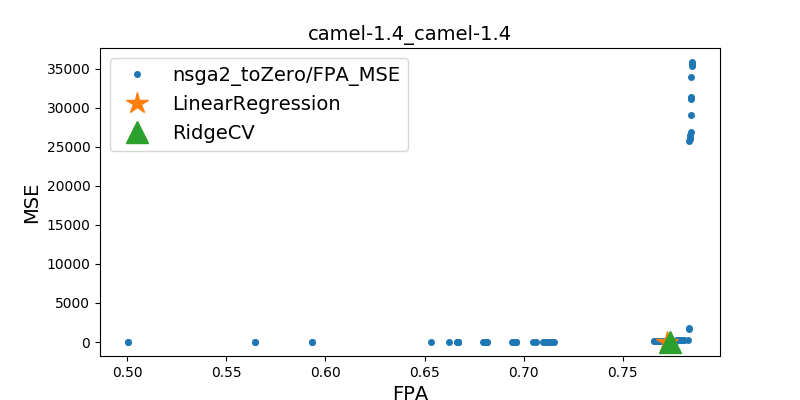 camel-1.4_camel-1.4
nsga2_toZero/FPA_MSE
LinearRegression
RidgeCV
MSE
35000
30000
25000
20000
15000
10000
5000
0
0.50 0.55 0.60 0.65 0.70 0.75
FPA